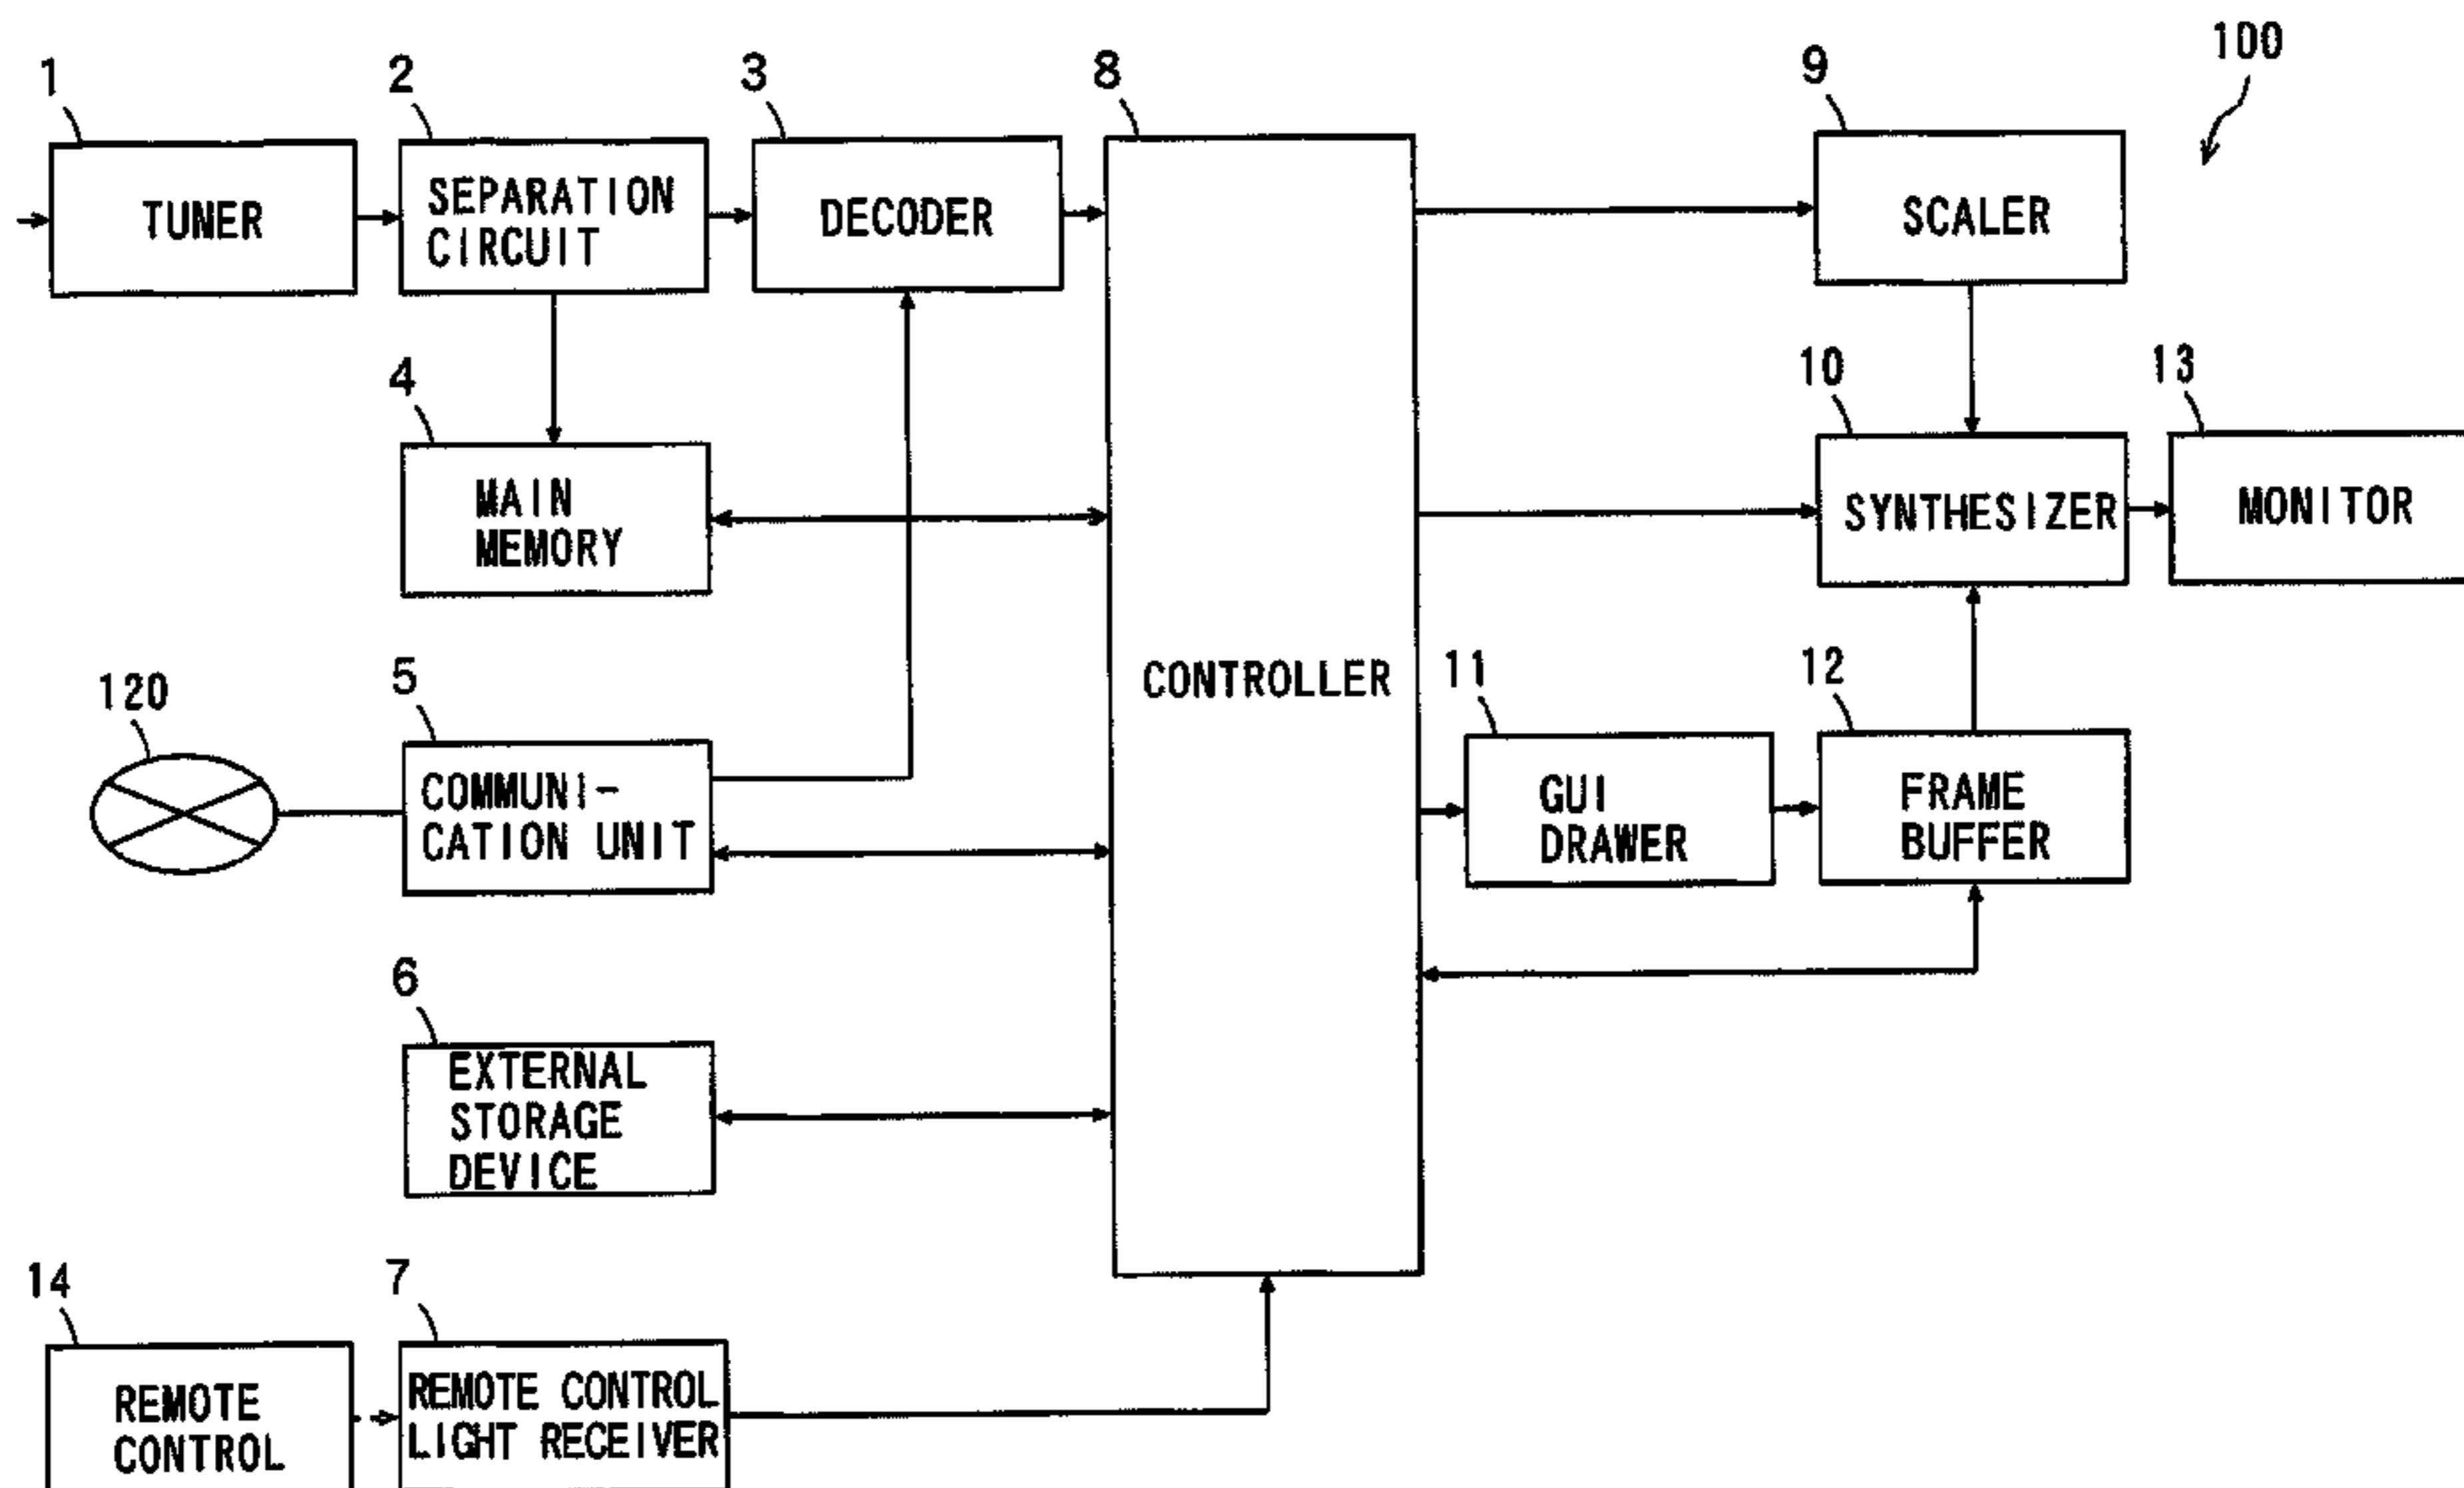 100
1
2
3
8
9
TUNER
SEPARATION
CIRCUIT
DECODER
SCALER
4
10
13
MAIN
MEMORY
SYNTHESIZER
MONITOR
120
5
CONTROLLER
11
12
COMMUNI-
CATION UNIT
GUI
DRAWER
FRAME
BUFFER
6
EXTERNAL
STORAGE
DEVICE
14
7
REMOTE
CONTROL
REMOTE CONTROL
LIGHT RECEIVER